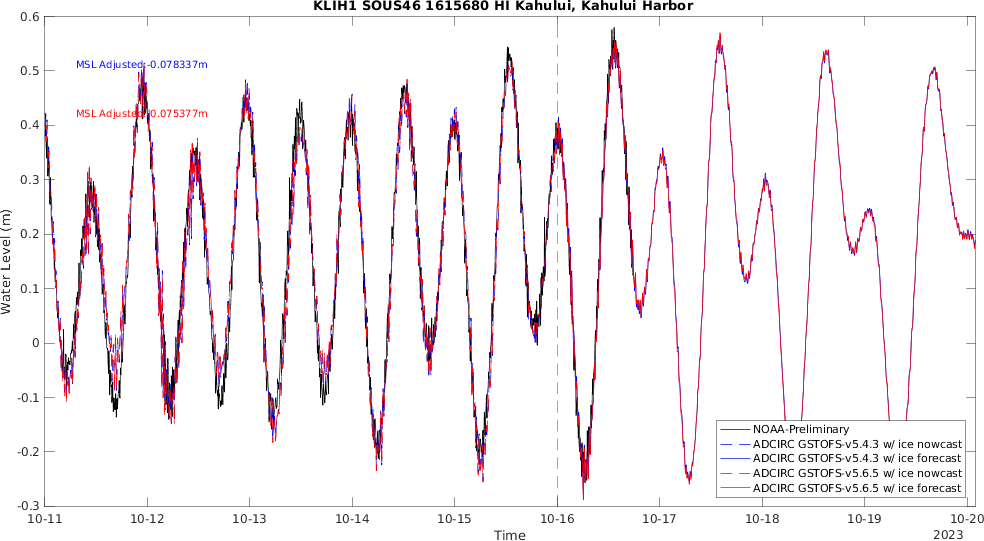 KLIH1 SOUS46 1615680 HI Kahului, Kahului Harbor
0.6
0.5
0.4
0.3
0.2
0.1
0
-0.1
-0.2
-0.3
Water Level (m)
MSL Adjusted -0.078337m
MSL Adjusted -0.075377m
NOAA-Preliminary
ADCIRC GSTOFS-v5.4.3 w/ ice nowcast
ADCIRC GSTOFS-v5.4.3 w/ ice forecast
ADCIRC GSTOFS-v5.6.5 w/ ice nowcast
ADCIRC GSTOFS-v5.6.5 w/ ice forecast
10-11 10-12 10-13 10-14 10-15 10-16 10-17 10-18 10-19 10-20
Time
2023